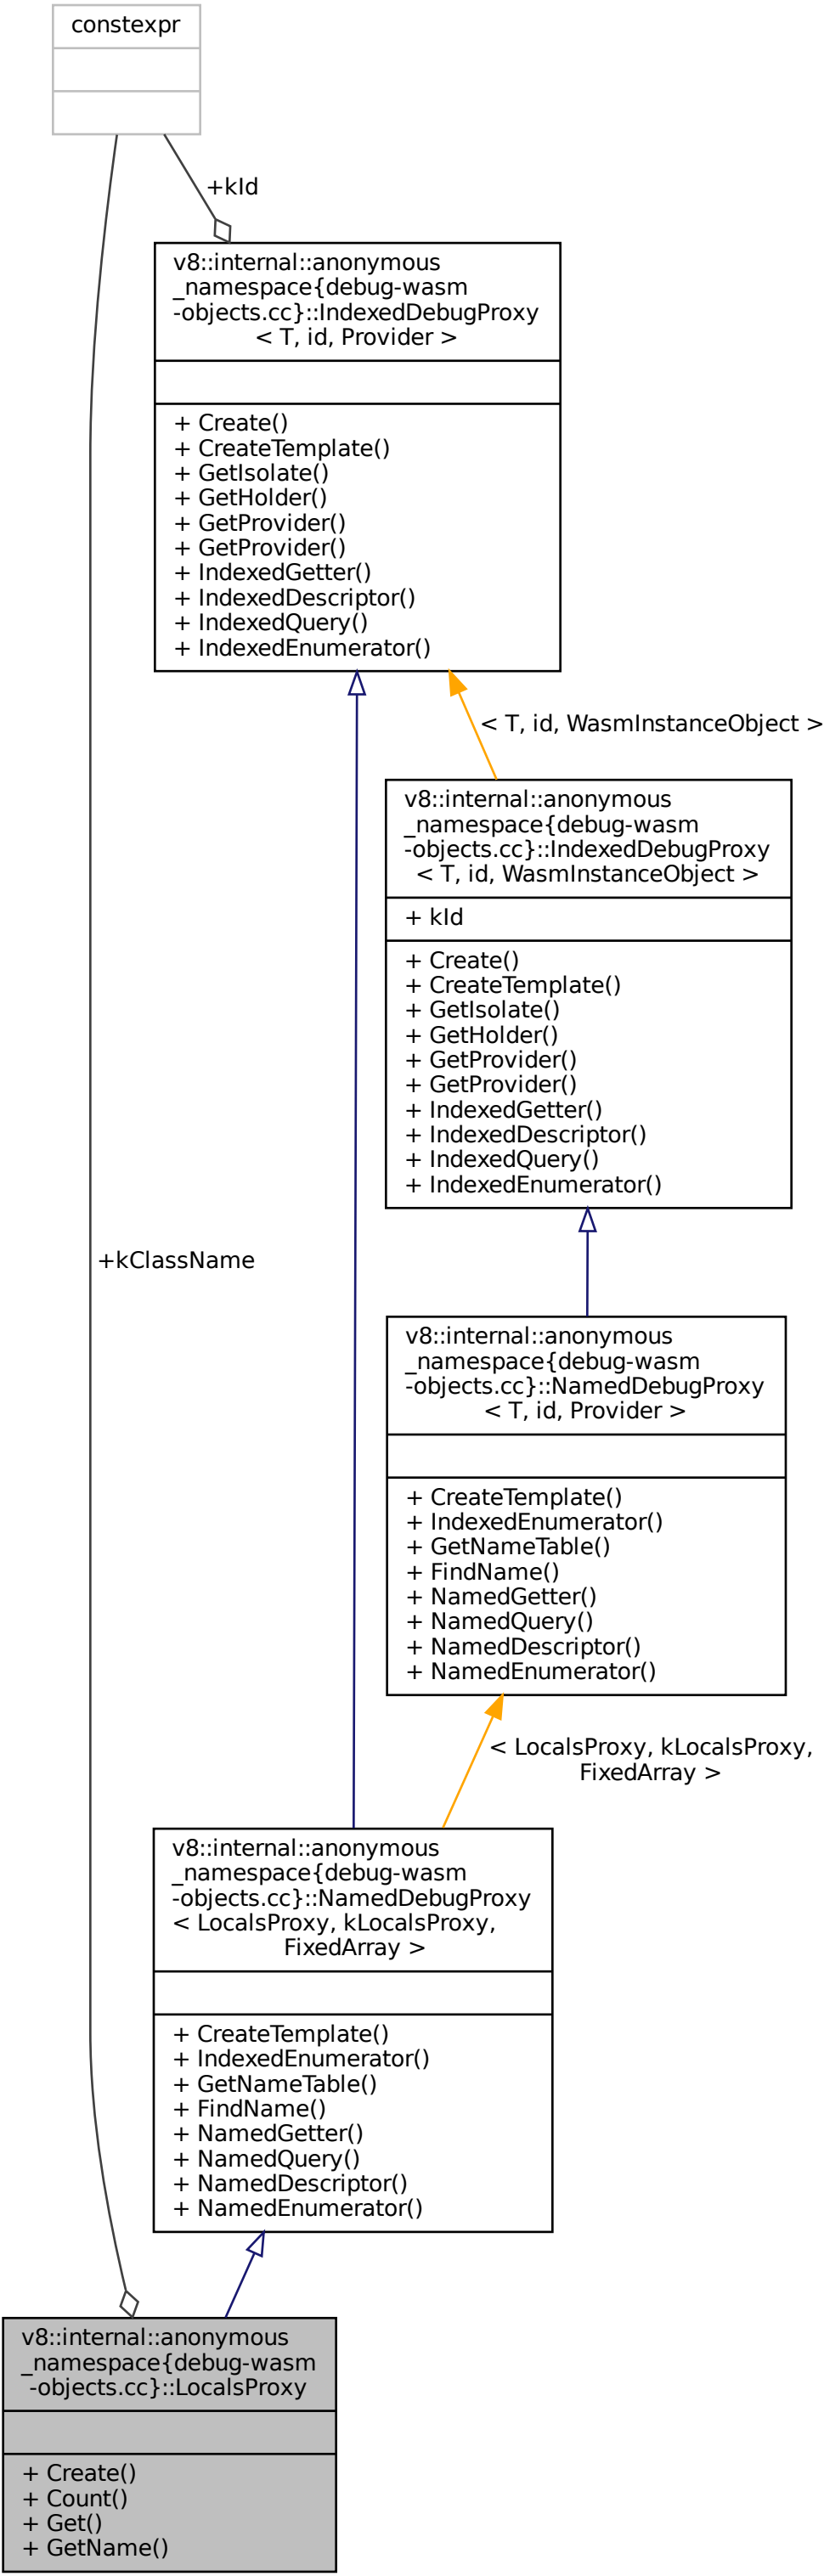 constexpr
+kId
v8::internal::anonymous
_namespace{debug-wasm
-objects.cc}::IndexedDebugProxy
< T, id, Provider >
+ Create()
+ CreateTemplate()
+ GetIsolate()
+ GetHolder()
+ GetProvider()
+ GetProvider()
+ IndexedGetter()
+ IndexedDescriptor()
+ IndexedQuery()
+ IndexedEnumerator()
< T, id, WasmInstanceObject >
v8::internal::anonymous
_namespace{debug-wasm
-objects.cc}::IndexedDebugProxy
< T, id, WasmInstanceObject >
+ kId
+ Create()
+ CreateTemplate()
+ GetIsolate()
+ GetHolder()
+ GetProvider()
+ GetProvider()
+ IndexedGetter()
+ IndexedDescriptor()
+ IndexedQuery()
+ IndexedEnumerator()
+kClassName
v8::internal::anonymous
_namespace{debug-wasm
-objects.cc}::NamedDebugProxy
< T, id, Provider >
+ CreateTemplate()
+ IndexedEnumerator()
+ GetNameTable()
+ FindName()
+ NamedGetter()
+ NamedQuery()
+ NamedDescriptor()
+ NamedEnumerator()
< LocalsProxy, kLocalsProxy,
FixedArray >
v8::internal::anonymous
_namespace{debug-wasm
-objects.cc}::NamedDebugProxy
< LocalsProxy, kLocalsProxy,
FixedArray >
+ CreateTemplate()
+ IndexedEnumerator()
+ GetNameTable()
+ FindName()
+ NamedGetter()
+ NamedQuery()
+ NamedDescriptor()
+ NamedEnumerator()
v8::internal::anonymous
_namespace{debug-wasm
-objects.cc}::LocalsProxy
+ Create()
+ Count()
+ Get()
+ GetName()